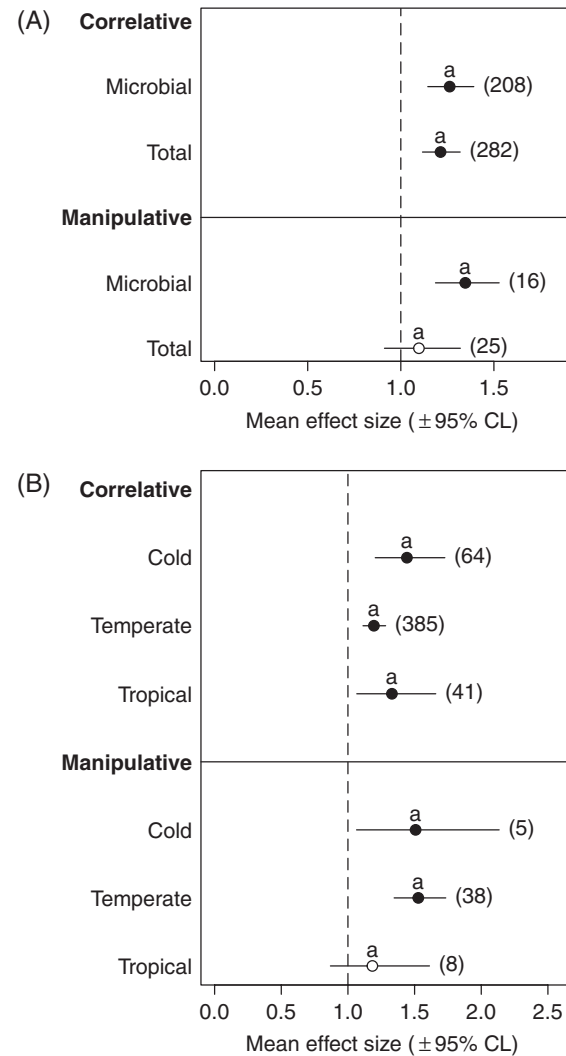 (A)
Correlative
a
Microbial (208)
a
Total (282)
Manipulative
a
Microbial (16)
a
Total (25)
0.0 0.5 1.0 1.5
Mean effect size (±95% CL)
(B)
Correlative
a
Cold (64)
a
Temperate (385)
a
Tropical (41)
Manipulative
a
Cold (5)
a
Temperate (38)
a
Tropical (8)
0.0 0.5 1.0 1.5 2.0 2.5
Mean effect size (±95% CL)